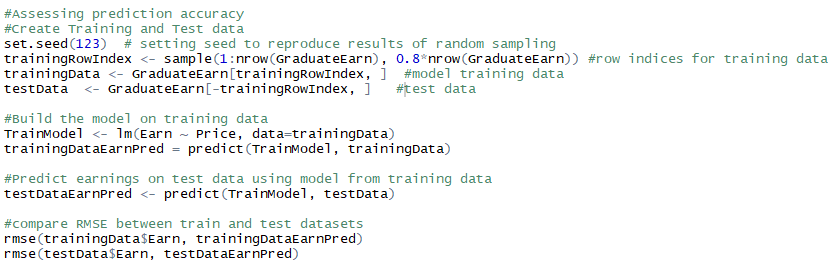 #Assessing prediction accuracy
#Create Training and Test data
set.seed(123)  # setting seed to reproduce results of random sampling
trainingRowIndex <- sample(1:nrow(GraduateEarn), 0.8*nrow(GraduateEarn)) #row indices for training data
trainingData <- GraduateEarn[trainingRowIndex, ]  #model training data
testData  <- GraduateEarn[-trainingRowIndex, ]   #test data
#Build the model on training data
TrainModel <- lm(Earn ~ Price, data=trainingData)
trainingDataEarnPred = predict(TrainModel, trainingData)
#Predict earnings on test data using model from training data
testDataEarnPred <- predict(TrainModel, testData)
#compare RMSE between train and test datasets
rmse(trainingData$Earn, trainingDataEarnPred)
rmse(testData$Earn, testDataEarnPred)